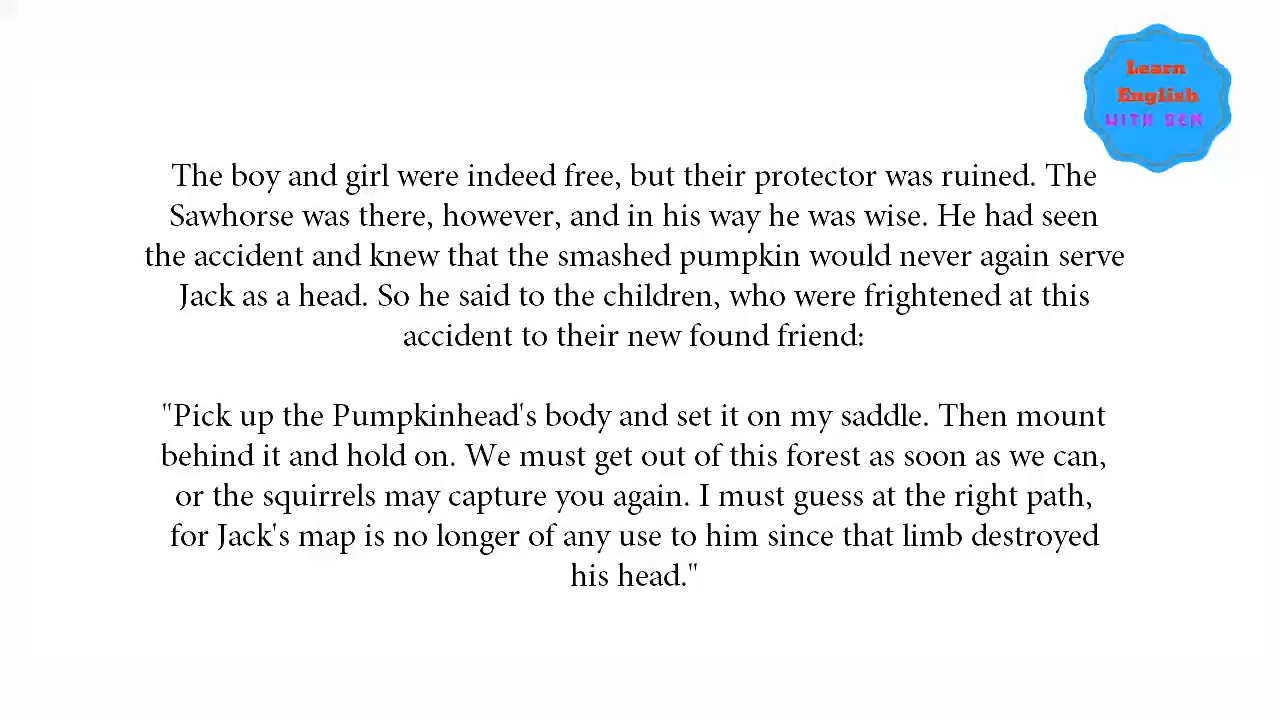 Learn
English
WITH BEN
The boy and girl were indeed free, but their protector was ruined. The
Sawhorse was there, however, and in his way he was wise. He had seen
the accident and knew that the smashed pumpkin would never again serve
Jack as a head. So he said to the children, who were frightened at this
accident to their new found friend:
"Pick up the Pumpkinhead's body and set it on my saddle. Then mount
behind it and hold on. We must get out of this forest as soon as we can,
or the squirrels may capture you again. I must guess at the right path,
for Jack's map is no longer of any use to him since that limb destroyed
his head."